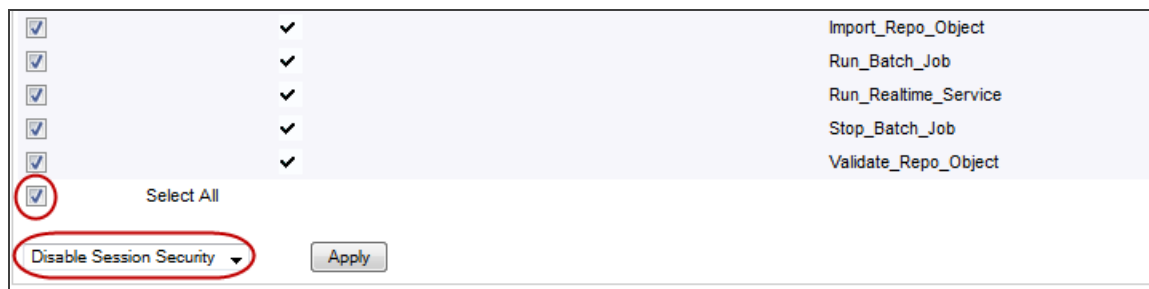 Import_Repo_Object
Run_Batch_Job
Run_Realtime_Service
Stop_Batch_Job
Validate_Repo_Object
Select All
Disable Session Security Apply